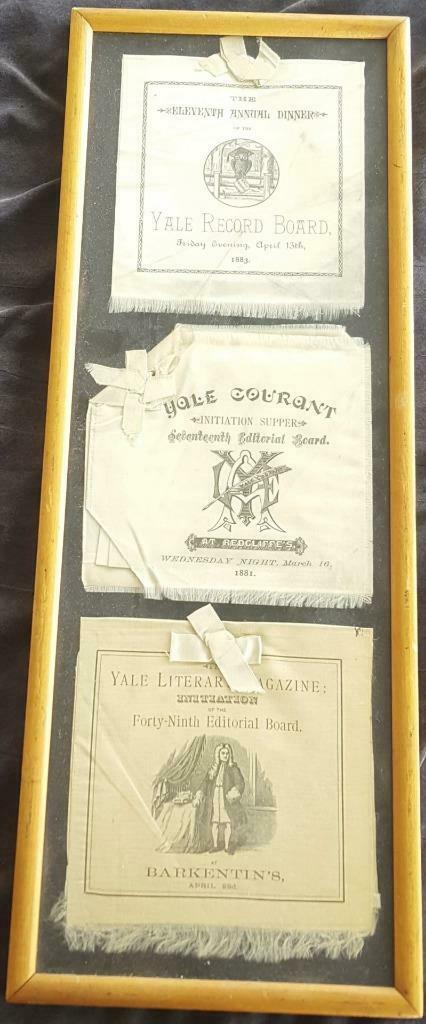 THE
ELEVENTH ANNUAL DINNER
OF THE
YALE RECORD BOARD,
Friday Evening, April 13th,
1883.
YALE COURANT
INITIATION SUPPER
Seventeenth Editorial Board.
AT REDCLIFFE'S
WEDNESDAY NIGHT, March 16,
1881.
YALE LITERARY MAGAZINE;
INITIATION
OF THE
Forty-Ninth Editorial Board,
AT
BARKENTIN'S,
APRIL